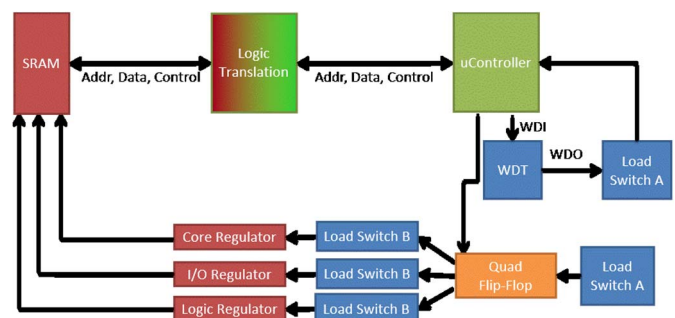 SRAM
Addr, Data, Control
Logic
Translation
Addr, Data, Control
uController
WDI
WDT
WDO
Load
Switch A
Core Regulator
Load Switch B
I/O Regulator
Load Switch B
Logic Regulator
Load Switch B
Quad
Flip-Flop
Load
Switch A